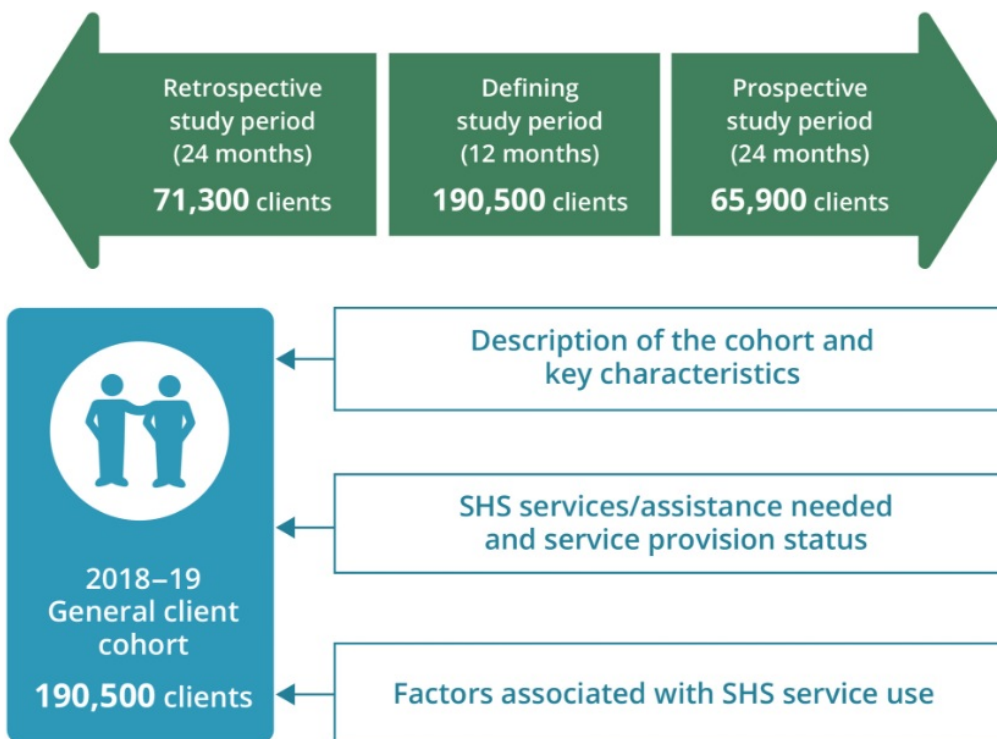 Retrospective
study period
(24 months)
71,300 clients
Defining
study period
(12 months)
190,500 clients
Prospective
study period
(24 months)
65,900 clients
2018–19
General client
cohort
190,500 clients
Description of the cohort and
key characteristics
SHS services/assistance needed
and service provision status
Factors associated with SHS service use